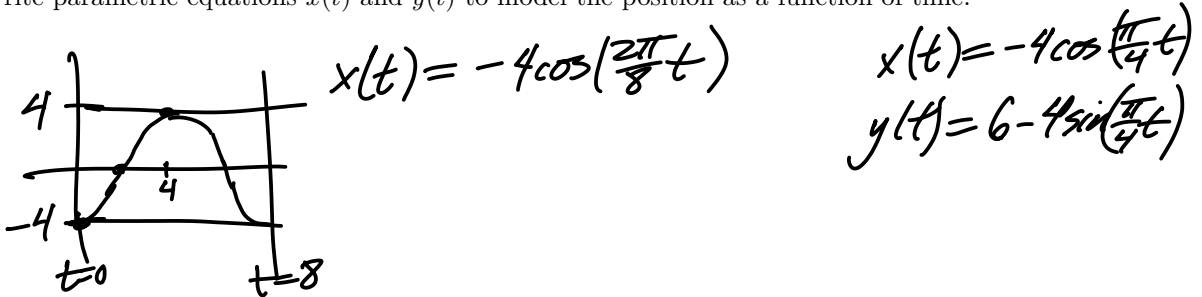 rite parametric equations x(t) and y(t) to model the position as a function of time.
x(t) = -4cos(2π/8 t)
x(t) = -4cos(π/4 t)
y(t) = 6 - 4sin(π/4 t)
4
4
-4
t=0
t=8